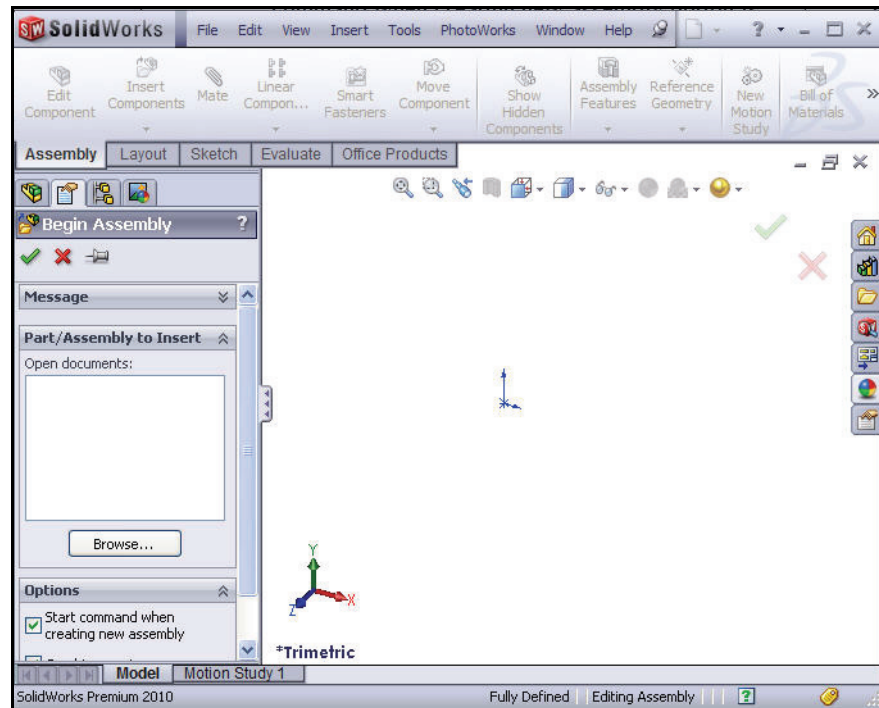 SolidWorks File Edit View Insert Tools PhotoWorks Window Help ?
Edit Component Insert Components Mate Linear Compon... Smart Fasteners Move Component Show Hidden Components Assembly Features Reference Geometry New Motion Study Bill of Materials »
Assembly Layout Sketch Evaluate Office Products
Begin Assembly ?
Message
Part/Assembly to Insert
Open documents:
Browse...
Y
X
Z
Options
Start command when
creating new assembly
*Trimetric
Model Motion Study 1
SolidWorks Premium 2010 Fully Defined Editing Assembly ?